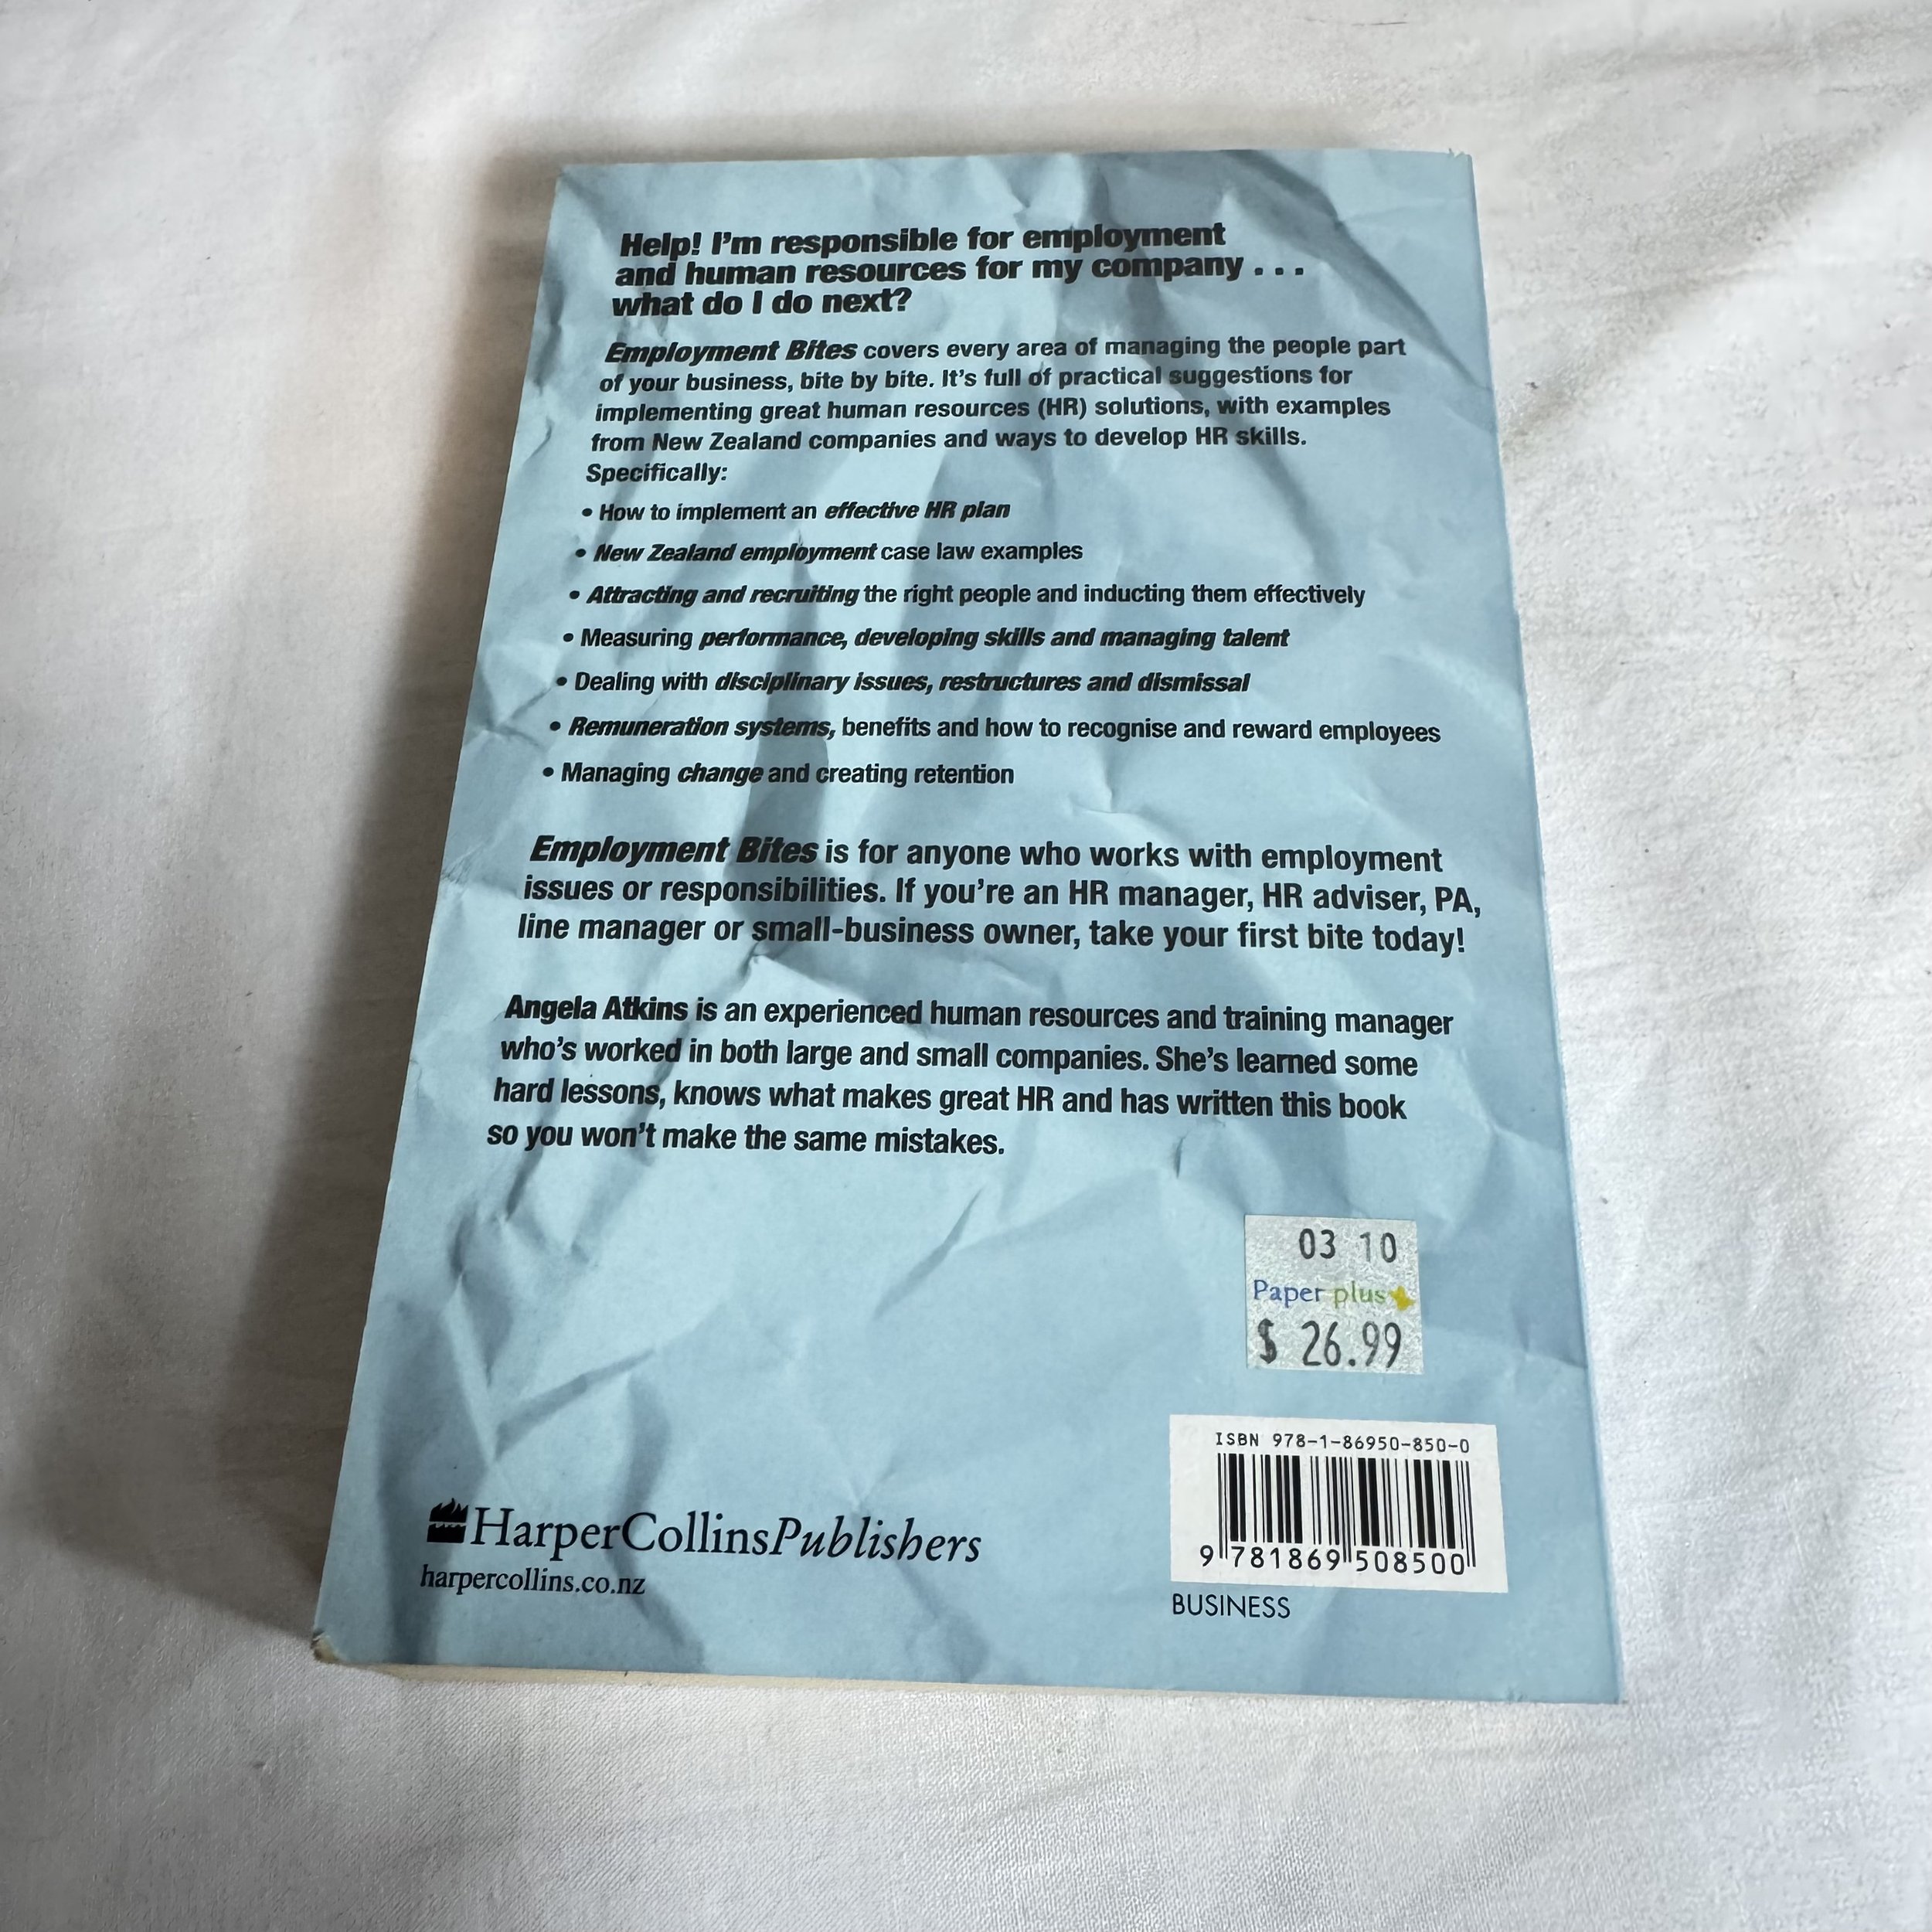 Help! I'm responsible for employment
and human resources for my company . . .
what do I do next?
Employment Bites covers every area of managing the people part
of your business, bite by bite. It's full of practical suggestions for
implementing great human resources (HR) solutions, with examples
from New Zealand companies and ways to develop HR skills.
Specifically:
• How to implement an effective HR plan
• New Zealand employment case law examples
• Attracting and recruiting the right people and inducting them effectively
• Measuring performance, developing skills and managing talent
• Dealing with disciplinary issues, restructures and dismissal
• Remuneration systems, benefits and how to recognise and reward employees
• Managing change and creating retention
Employment Bites is for anyone who works with employment
issues or responsibilities. If you're an HR manager, HR adviser, PA,
line manager or small-business owner, take your first bite today!
Angela Atkins is an experienced human resources and training manager
who's worked in both large and small companies. She's learned some
hard lessons, knows what makes great HR and has written this book
so you won't make the same mistakes.
03 10
Paper plus
$ 26.99
ISBN 978-1-86950-850-0
9 781869 508500
BUSINESS
HarperCollinsPublishers
harpercollins.co.nz